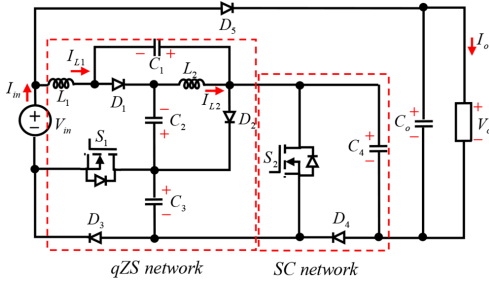 D5
IL1
− C1 +
L2
Io
Iin
L1
D1
IL2
+ −
Vin
− C2 +
D2
S1
S2
+ C4 −
+ Co −
+ −
+ C3 −
D3
D4
qZS network
SC network